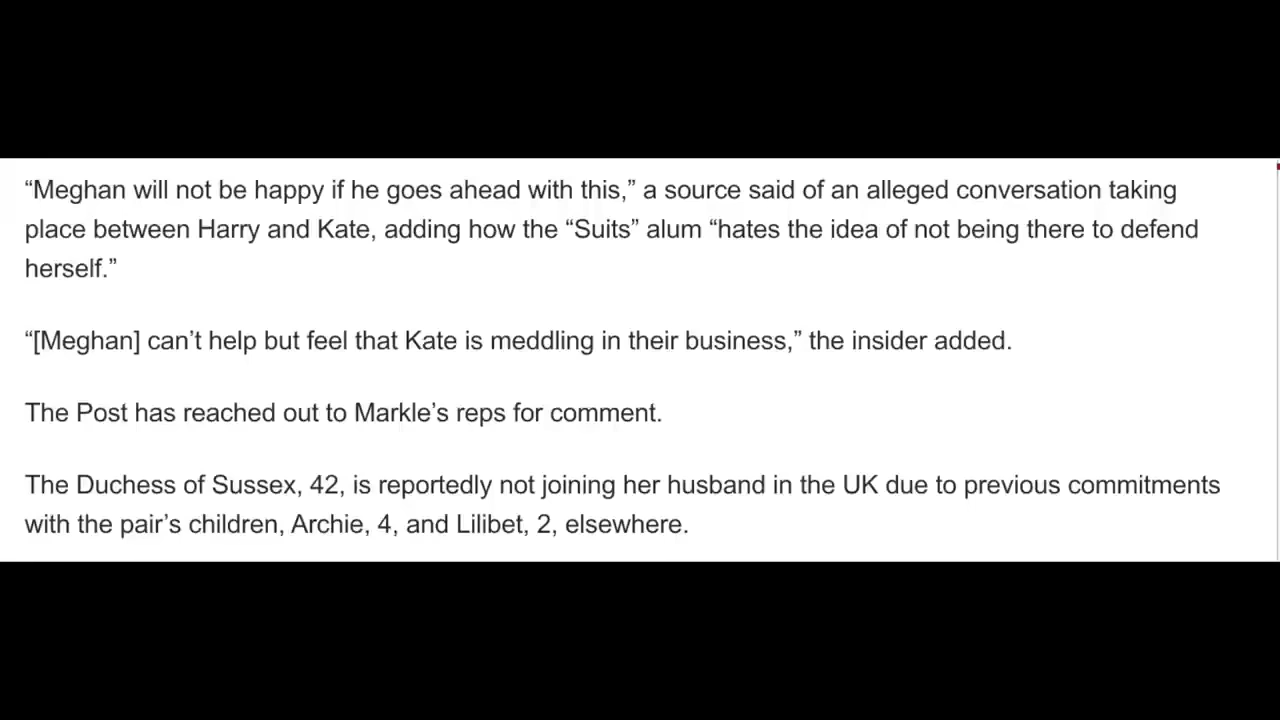 “Meghan will not be happy if he goes ahead with this,” a source said of an alleged conversation taking
place between Harry and Kate, adding how the “Suits” alum “hates the idea of not being there to defend
herself.”
“[Meghan] can’t help but feel that Kate is meddling in their business,” the insider added.
The Post has reached out to Markle’s reps for comment.
The Duchess of Sussex, 42, is reportedly not joining her husband in the UK due to previous commitments
with the pair’s children, Archie, 4, and Lilibet, 2, elsewhere.